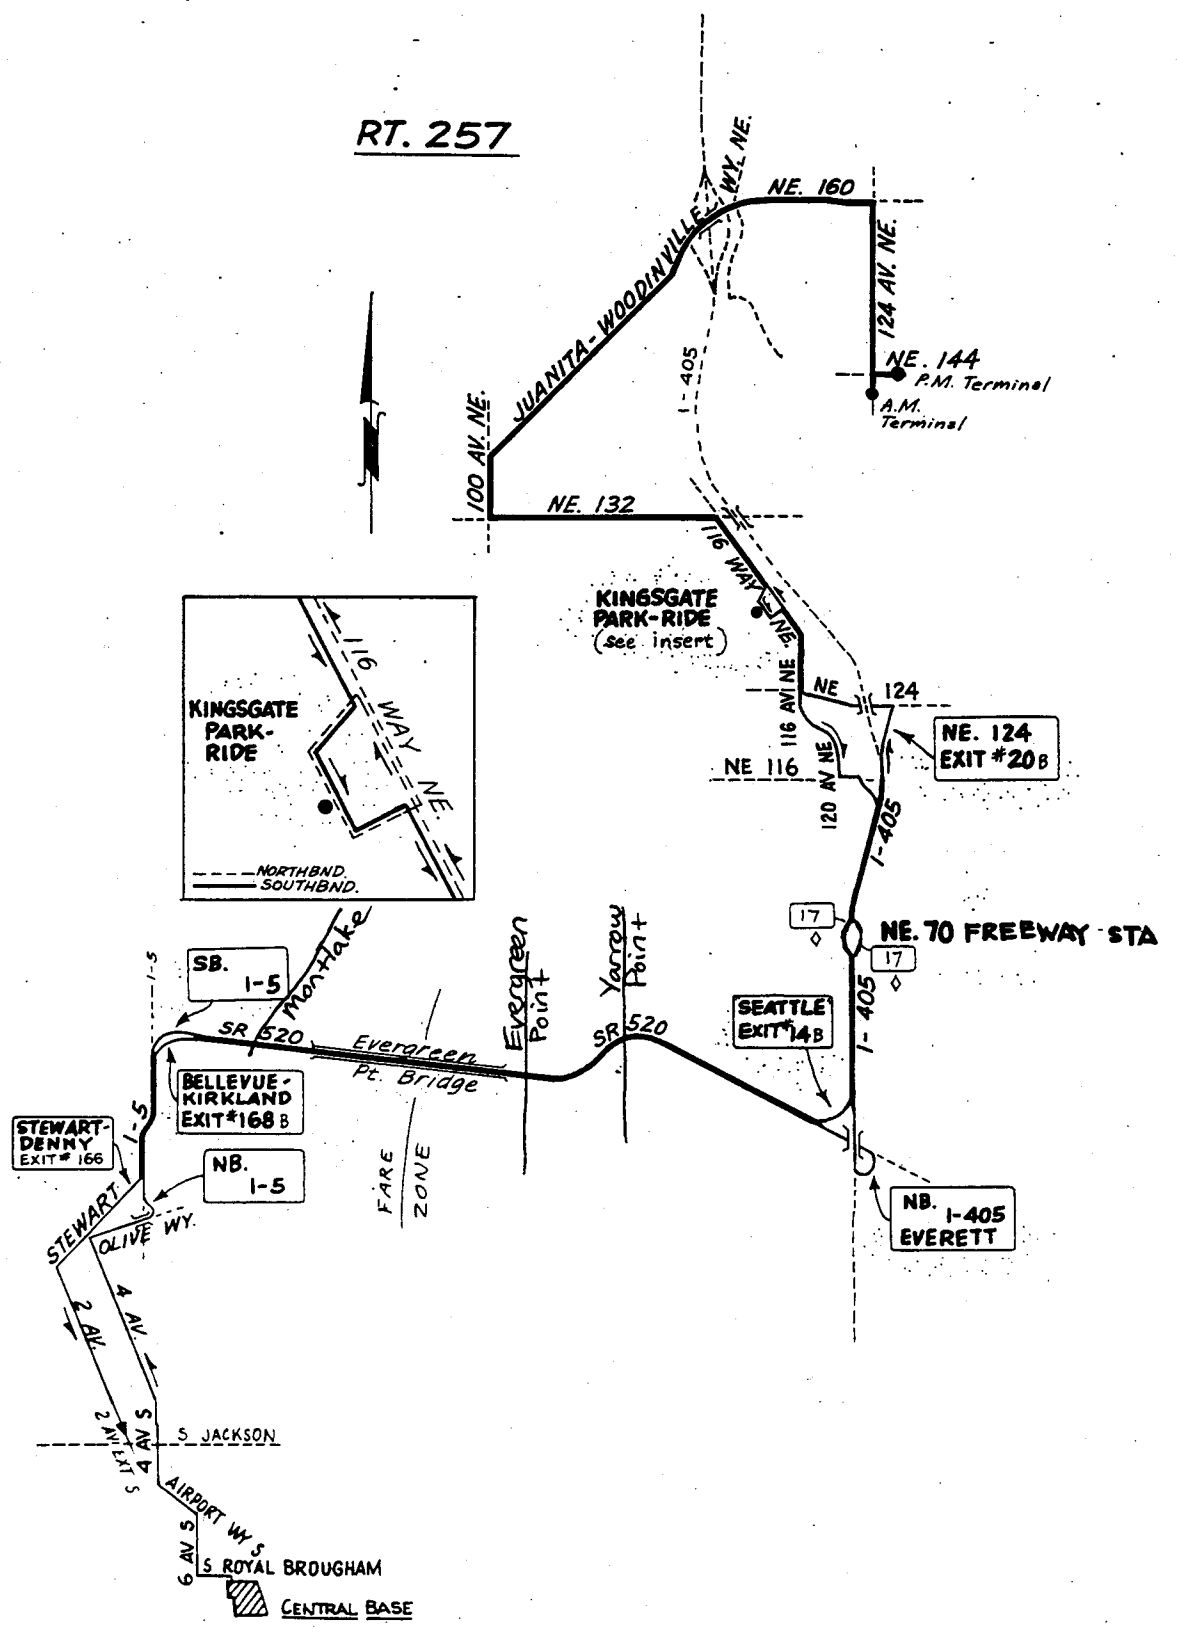 RT. 257
WY. NE.
NE. 160
JUANITA-WOODINVILLE
124 AV. NE.
NE. 144
P.M. Terminal
A.M.
Terminal
I-405
100 AV. NE.
NE. 132
116 WAY NE.
KINGSGATE
PARK-RIDE
(see insert)
116 WAY NE.
KINGSGATE
PARK-
RIDE
NORTHBND.
SOUTHBND.
116 AV NE
NE 124
NE. 124
EXIT #20B
NE 116
120 AV NE
I-405
17
NE. 70 FREEWAY STA
17
I-405
SEATTLE
EXIT #14B
Yarrow
Point
Evergreen
Point
Montlake
I-5
SB.
I-5
SR 520
SR 520
Evergreen
Pt. Bridge
BELLEVUE-
KIRKLAND
EXIT #168B
STEWART-
DENNY
EXIT # 166
I-5
NB.
I-5
FARE
ZONE
NB.
I-405
EVERETT
STEWART
OLIVE WY.
2 AV.
4 AV.
2 AV EXT S
4 AV S
S JACKSON
AIRPORT WY S
6 AV S
S ROYAL BROUGHAM
CENTRAL BASE